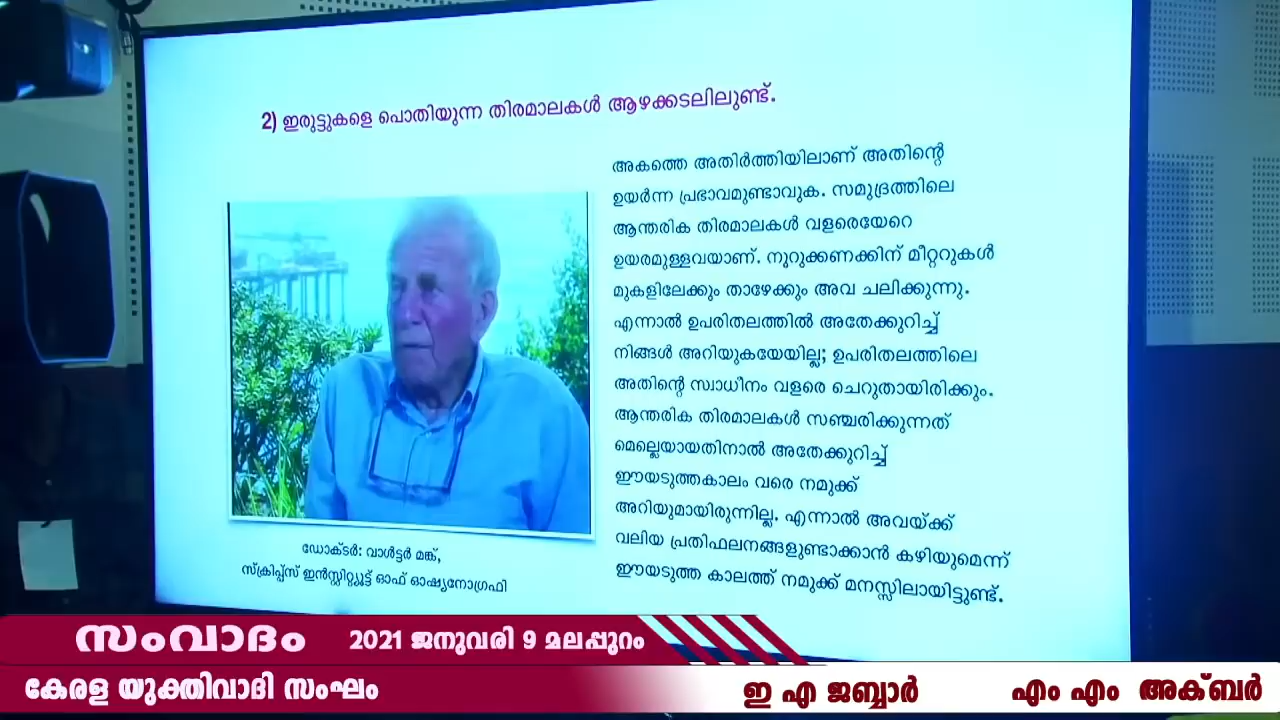 2) ഇരുട്ടുകളെ പൊതിയുന്ന തിരമാലകൾ ആഴക്കടലിലുണ്ട്.
അകത്തെ അതിർത്തിയിലാണ് അതിന്റെ
ഉയർന്ന പ്രഭാവമുണ്ടാവുക. സമുദ്രത്തിലെ
ആന്തരിക തിരമാലകൾ വളരെയേറെ
ഉയരമുള്ളവയാണ്. നൂറുക്കണക്കിന് മീറ്ററുകൾ
മുകളിലേക്കും താഴേക്കും അവ ചലിക്കുന്നു.
എന്നാൽ ഉപരിതലത്തിൽ അതേക്കുറിച്ച്
നിങ്ങൾ അറിയുകയേയില്ല; ഉപരിതലത്തിലെ
അതിന്റെ സ്വാധീനം വളരെ ചെറുതായിരിക്കും.
ആന്തരിക തിരമാലകൾ സഞ്ചരിക്കുന്നത്
മെല്ലെയായതിനാൽ അതേക്കുറിച്ച്
ഈയടുത്തകാലം വരെ നമുക്ക്
അറിയുമായിരുന്നില്ല. എന്നാൽ അവയ്ക്ക്
വലിയ പ്രതിഫലനങ്ങളുണ്ടാക്കാൻ കഴിയുമെന്ന്
ഈയടുത്ത കാലത്ത് നമുക്ക് മനസ്സിലായിട്ടുണ്ട്.
ഡോക്ടർ: വാൾട്ടർ മങ്ക്,
സ്ക്രിപ്പ്സ് ഇൻസ്റ്റിറ്റ്യൂട്ട് ഓഫ് ഓഷ്യനോഗ്രഫി
സംവാദം 2021 ജനുവരി 9 മലപ്പുറം
കേരള യുക്തിവാദി സംഘം ഇ എ ജബ്ബാർ എം എം അക്ബർ